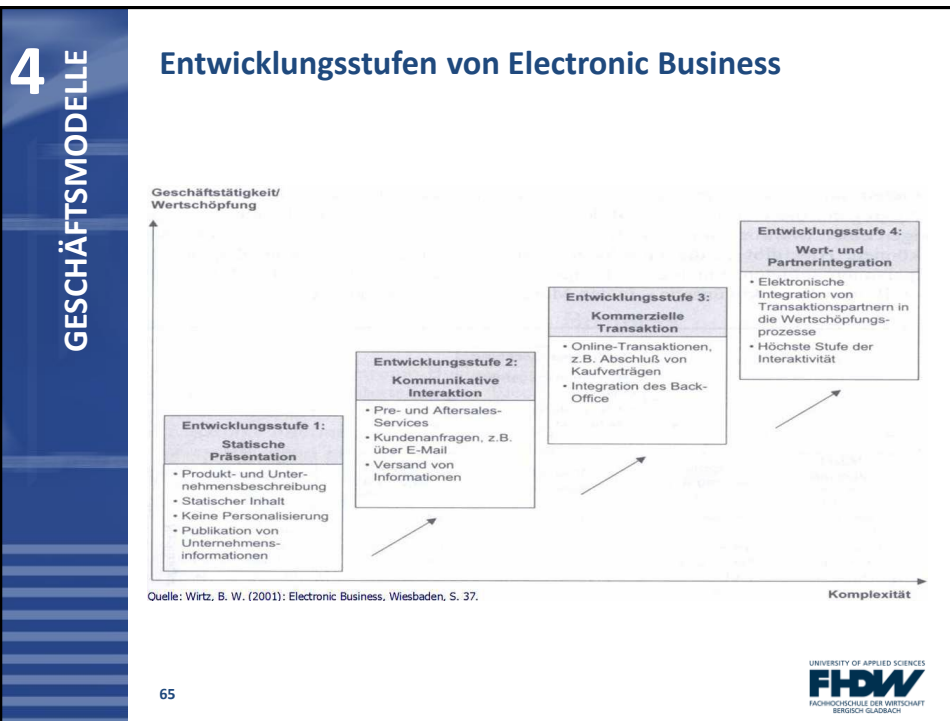 4
GESCHÄFTSMODELLE
Entwicklungsstufen von Electronic Business
Geschäftstätigkeit/
Wertschöpfung
Entwicklungsstufe 1:
Statische
Präsentation
• Produkt- und Unter-
nehmensbeschreibung
• Statischer Inhalt
• Keine Personalisierung
• Publikation von
Unternehmens-
informationen
Entwicklungsstufe 2:
Kommunikative
Interaktion
• Pre- und Aftersales-
Services
• Kundenanfragen, z.B.
über E-Mail
• Versand von
Informationen
Entwicklungsstufe 3:
Kommerzielle
Transaktion
• Online-Transaktionen,
z.B. Abschluß von
Kaufverträgen
• Integration des Back-
Office
Entwicklungsstufe 4:
Wert- und
Partnerintegration
• Elektronische
Integration von
Transaktionspartnern in
die Wertschöpfungs-
prozesse
• Höchste Stufe der
Interaktivität
Komplexität
Quelle: Wirtz, B. W. (2001): Electronic Business, Wiesbaden, S. 37.
65
UNIVERSITY OF APPLIED SCIENCES
FHDW
FACHHOCHSCHULE DER WIRTSCHAFT
BERGISCH GLADBACH